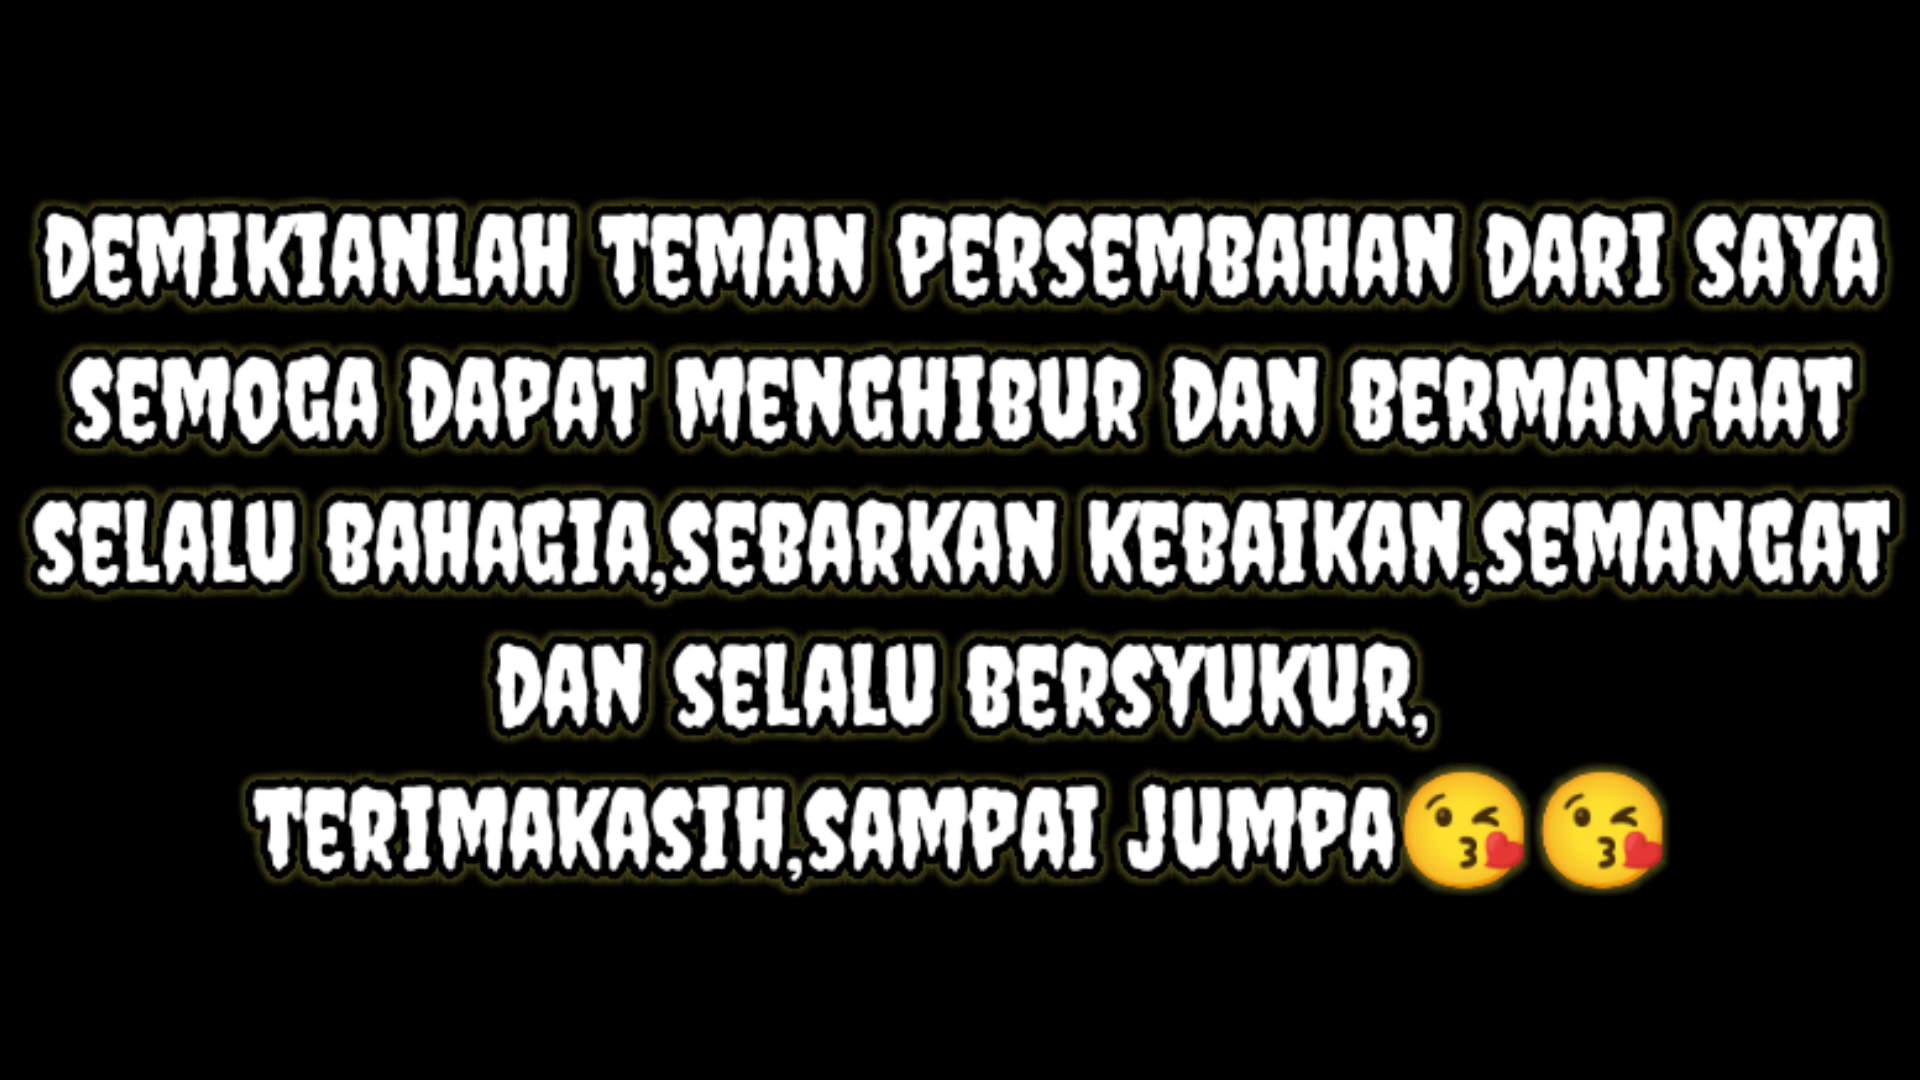 DEMIKIANLAH TEMAN PERSEMBAHAN DARI SAYA
SEMOGA DAPAT MENGHIBUR DAN BERMANFAAT
SELALU BAHAGIA,SEBARKAN KEBAIKAN,SEMANGAT
DAN SELALU BERSYUKUR,
TERIMAKASIH,SAMPAI JUMPA😘😘